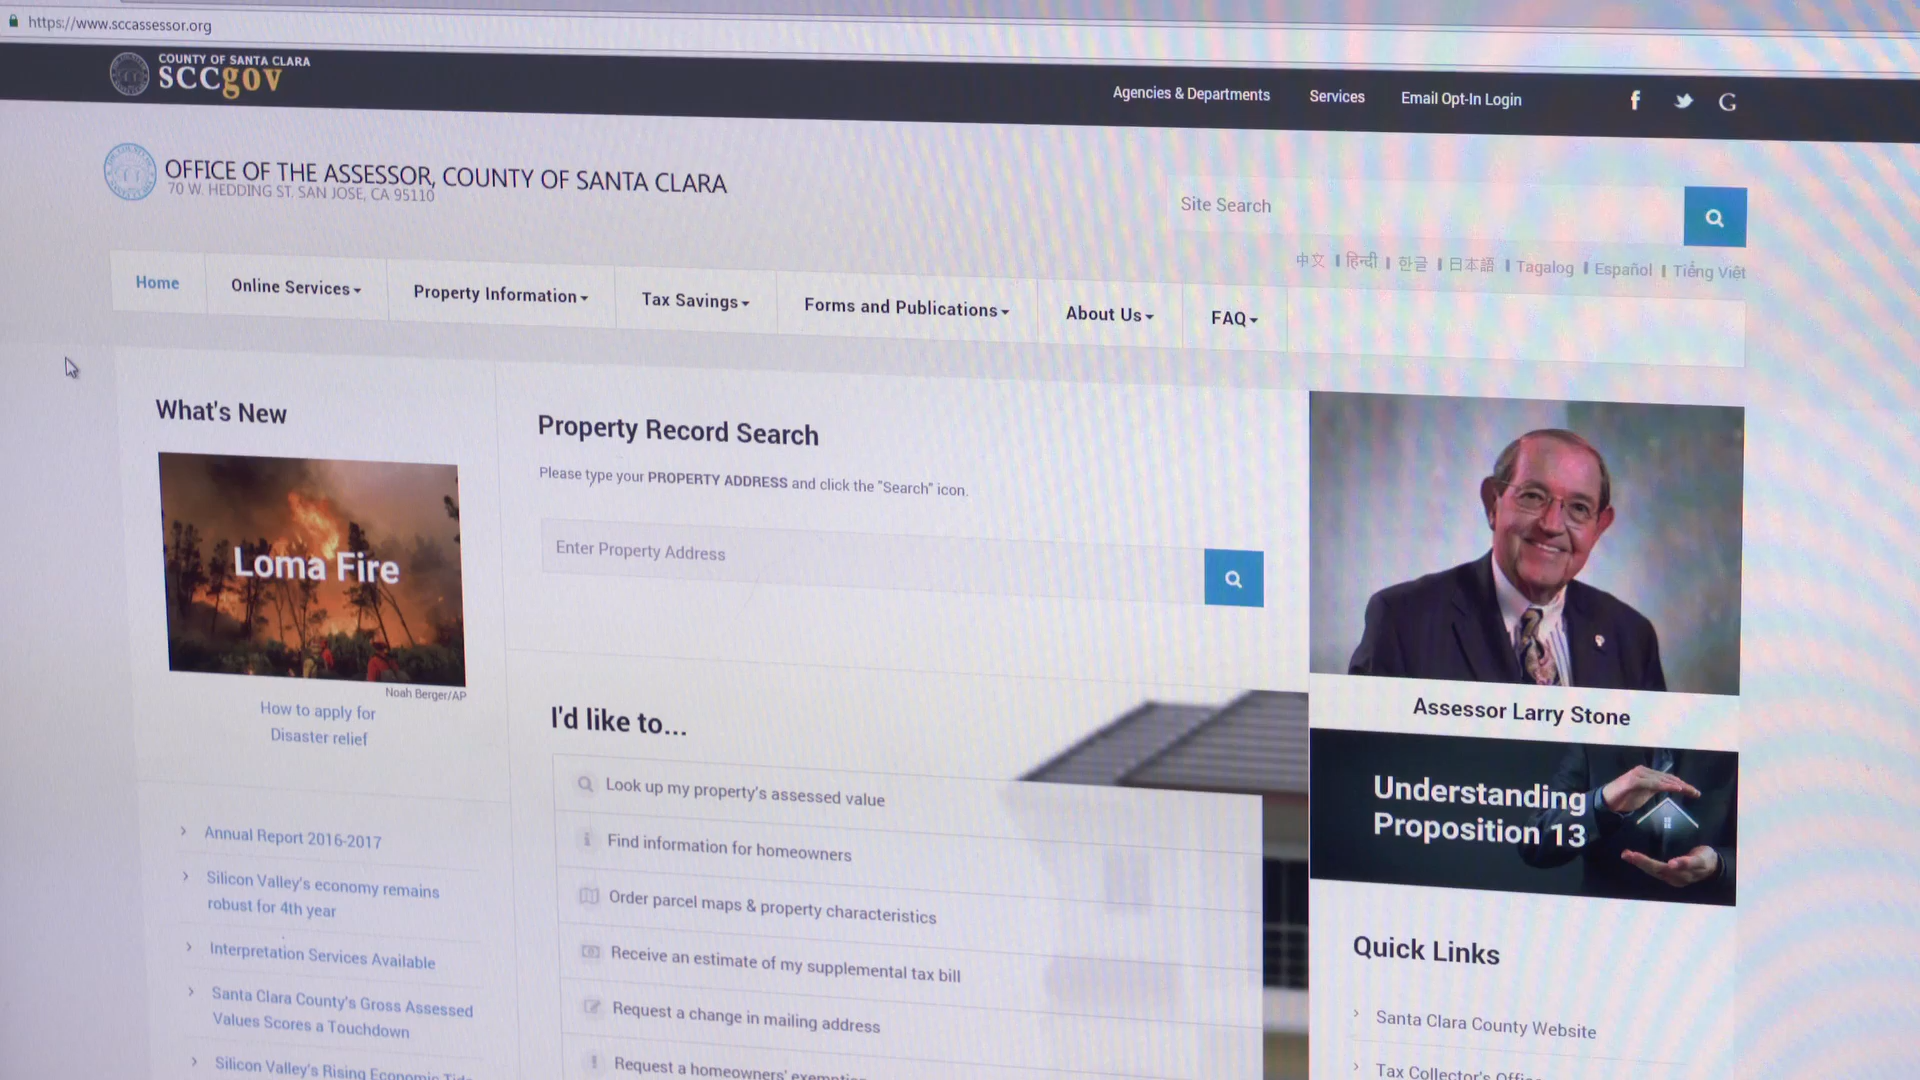 https://www.sccassessor.org
COUNTY OF SANTA CLARA
SCCgov
Agencies & Departments
Services
Email Opt-In Login
f
G
OFFICE OF THE ASSESSOR, COUNTY OF SANTA CLARA
70 W. HEDDING ST. SAN JOSE, CA 95110
Site Search
中文 | हिन्दी | 한글 | 日本語 | Tagalog | Español | Tiếng Việt
Home
Online Services
Property Information
Tax Savings
Forms and Publications
About Us
FAQ
What's New
Loma Fire
Noah Berger/AP
How to apply for
Disaster relief
Annual Report 2016-2017
Silicon Valley's economy remains
robust for 4th year
Interpretation Services Available
Santa Clara County's Gross Assessed
Values Scores a Touchdown
Silicon Valley's Rising Economic
Property Record Search
Please type your PROPERTY ADDRESS and click the "Search" icon.
Enter Property Address
I'd like to...
Look up my property's assessed value
Find information for homeowners
Order parcel maps & property characteristics
Receive an estimate of my supplemental tax bill
Request a change in mailing address
Request a homeowners'
Assessor Larry Stone
Understanding
Proposition 13
Quick Links
Santa Clara County Website
Tax Collector's